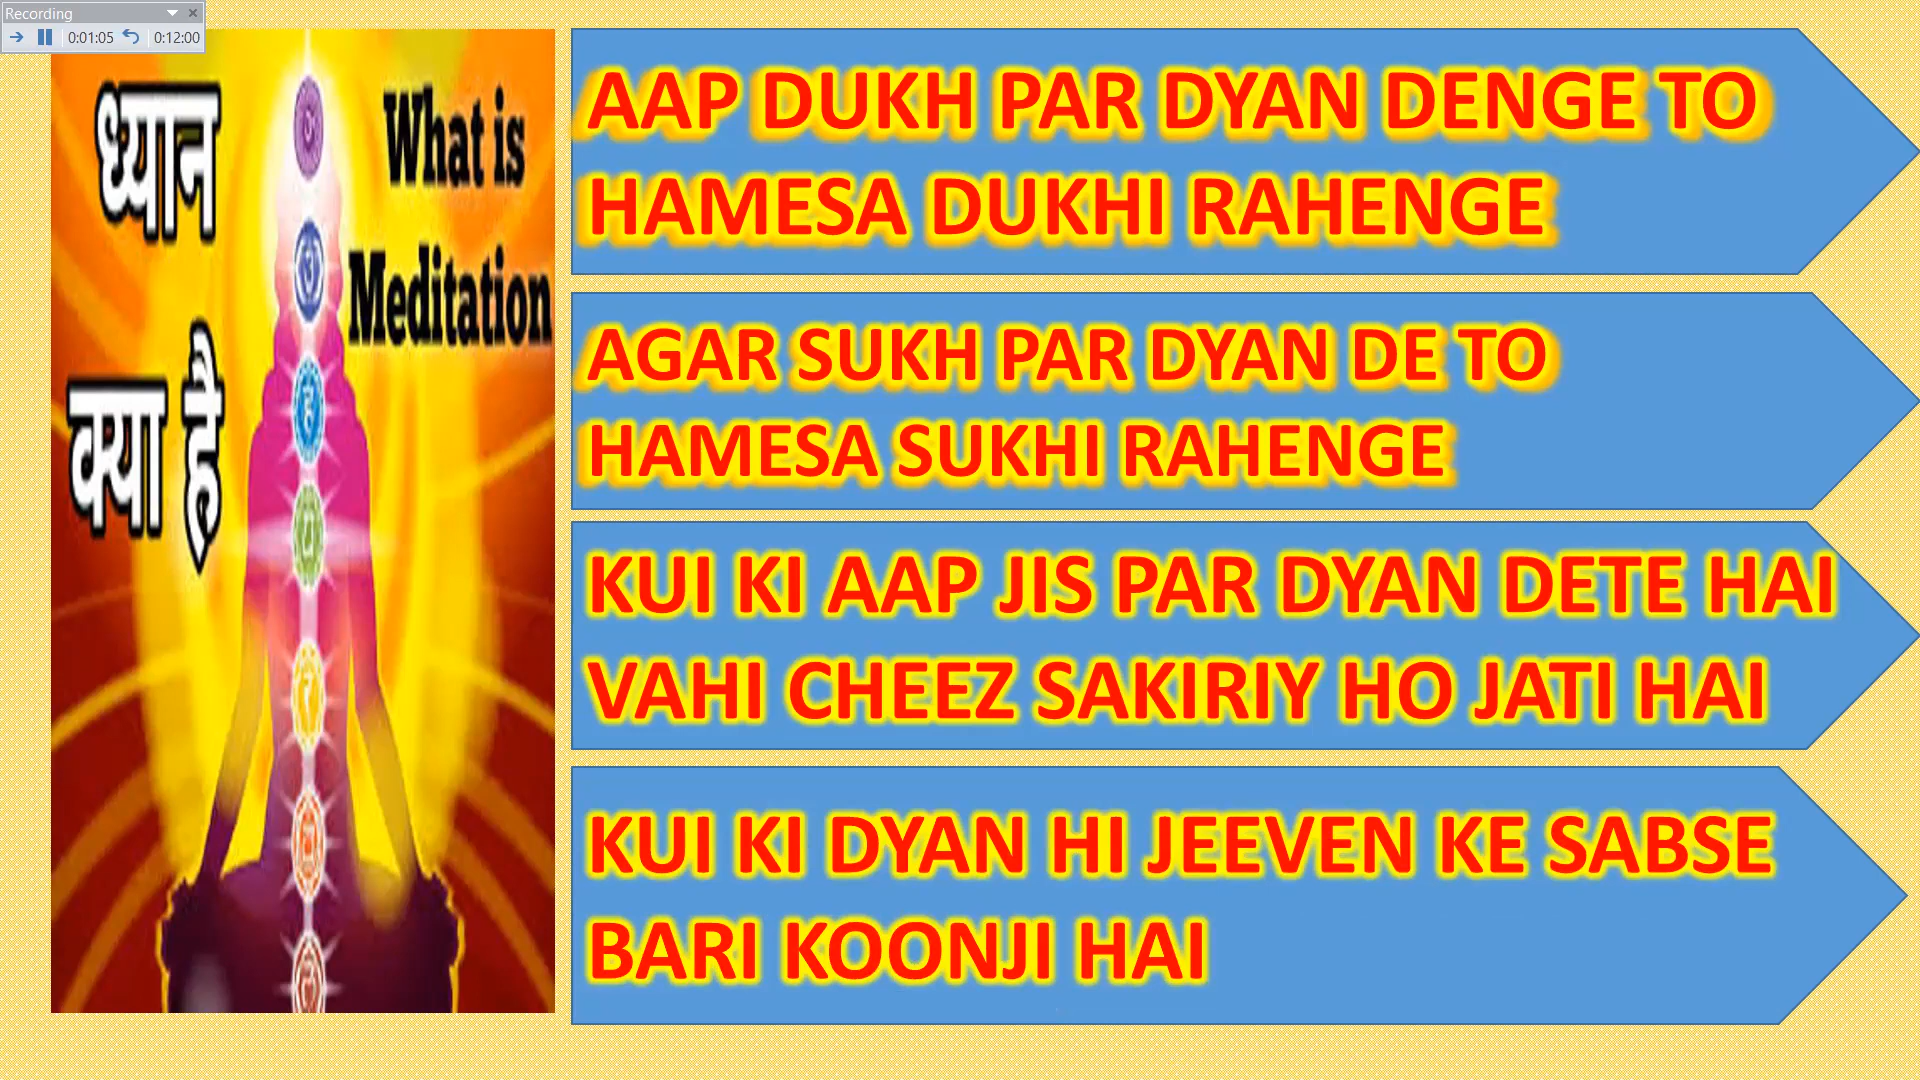 Recording
0:01:05 0:12:00
ध्यान
क्या है
What is
Meditation
AAP DUKH PAR DYAN DENGE TO
HAMESA DUKHI RAHENGE
AGAR SUKH PAR DYAN DE TO
HAMESA SUKHI RAHENGE
KUI KI AAP JIS PAR DYAN DETE HAI
VAHI CHEEZ SAKIRIY HO JATI HAI
KUI KI DYAN HI JEEVEN KE SABSE
BARI KOONJI HAI